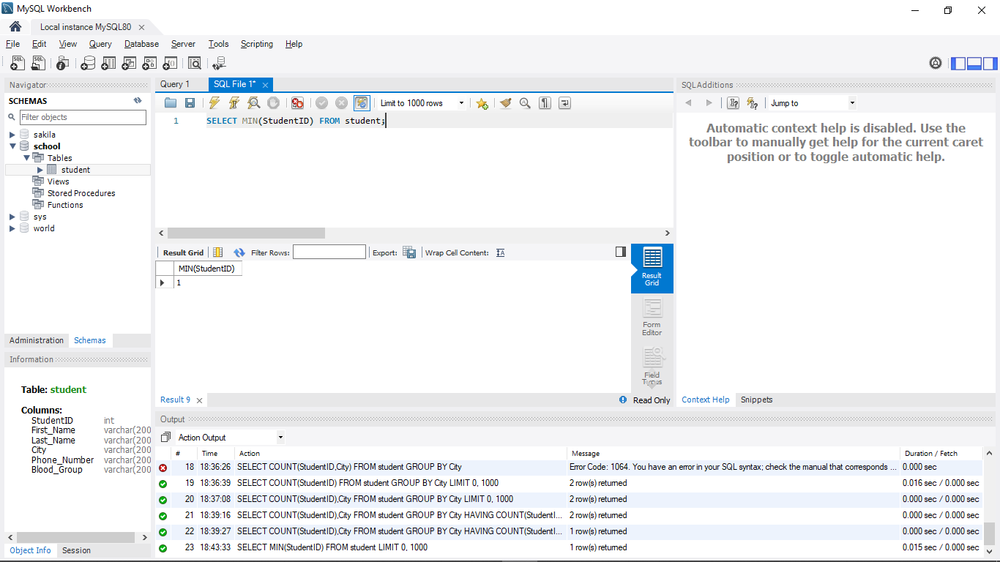 MySQL Workbench
Local instance MySQL80
File Edit View Query Database Server Tools Scripting Help
Navigator
SCHEMAS
Filter objects
sakila
school
Tables
student
Views
Stored Procedures
Functions
sys
world
Administration Schemas
Information
Table: student
Columns:
StudentID int
First_Name varchar(200
Last_Name varchar(200
City varchar(200
Phone_Number varchar(200
Blood_Group varchar(200
Object Info Session
Query 1 SQL File 1*
Limit to 1000 rows
1 SELECT MIN(StudentID) FROM student;
Result Grid Filter Rows: Export: Wrap Cell Content:
MIN(StudentID)
1
Result
Grid
Form
Editor
Field
Types
Result 9 Read Only
SQLAdditions
Jump to
Automatic context help is disabled. Use the
toolbar to manually get help for the current caret
position or to toggle automatic help.
Context Help Snippets
Output
Action Output
# Time Action Message Duration / Fetch
18 18:36:26 SELECT COUNT(StudentID,City) FROM student GROUP BY City Error Code: 1064. You have an error in your SQL syntax; check the manual that corresponds ... 0.000 sec
19 18:36:39 SELECT COUNT(StudentID) FROM student GROUP BY City LIMIT 0, 1000 2 row(s) returned 0.016 sec / 0.000 sec
20 18:37:08 SELECT COUNT(StudentID),City FROM student GROUP BY City LIMIT 0, 1000 2 row(s) returned 0.000 sec / 0.000 sec
21 18:39:16 SELECT COUNT(StudentID),City FROM student GROUP BY City HAVING COUNT(StudentI... 2 row(s) returned 0.000 sec / 0.000 sec
22 18:39:27 SELECT COUNT(StudentID),City FROM student GROUP BY City HAVING COUNT(StudentI... 1 row(s) returned 0.000 sec / 0.000 sec
23 18:43:33 SELECT MIN(StudentID) FROM student LIMIT 0, 1000 1 row(s) returned 0.015 sec / 0.000 sec